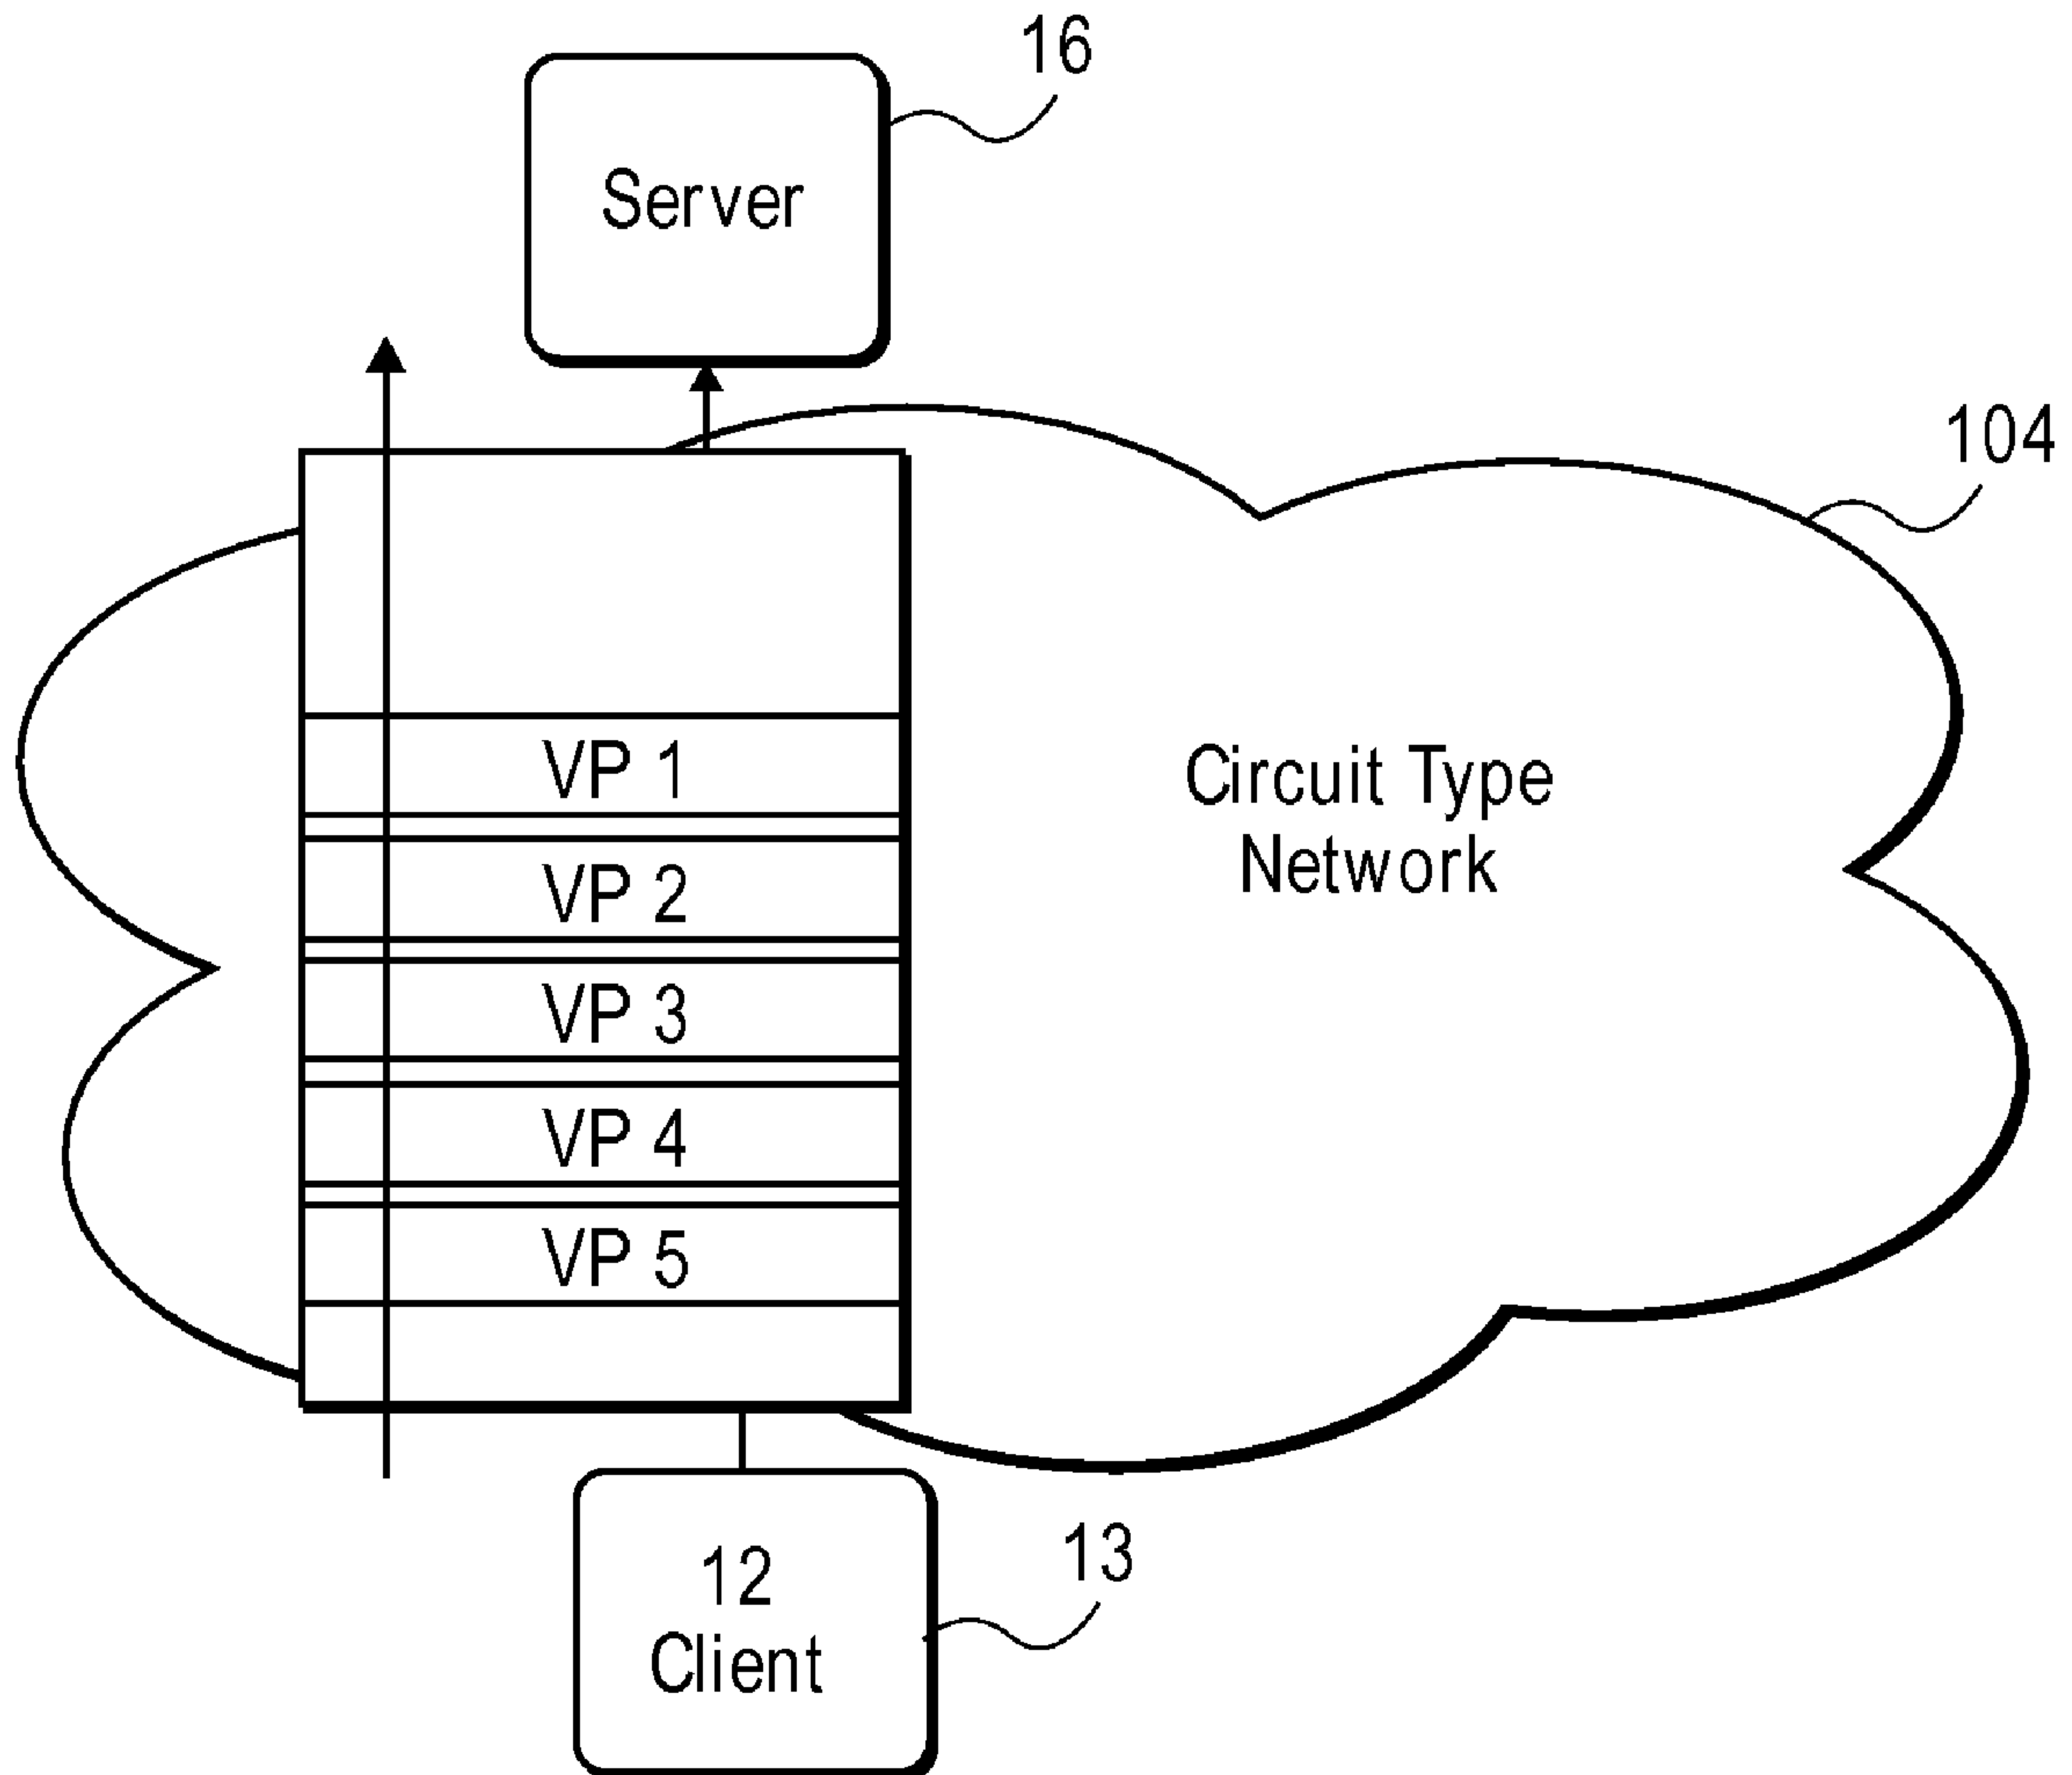 16
Server
104
VP 1
Circuit Type
Network
VP 2
VP 3
VP 4
VP 5
13
12
Client